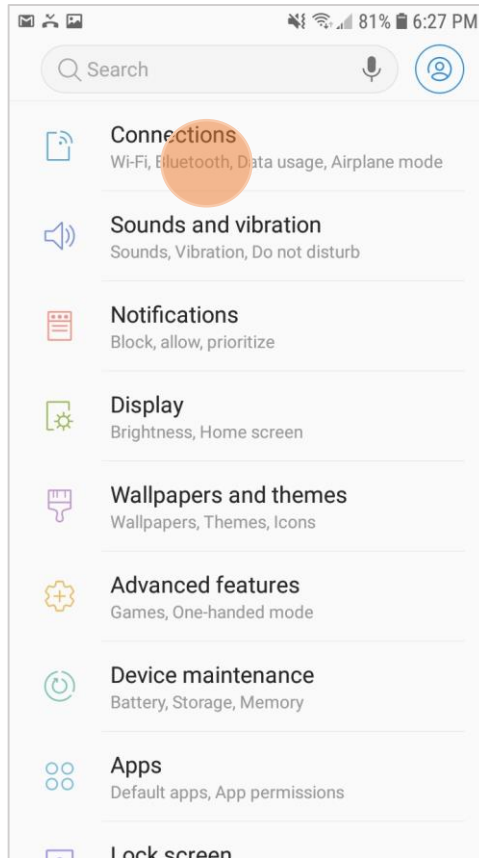 81% 6:27 PM
Search
Connections
Wi-Fi, Bluetooth, Data usage, Airplane mode
Sounds and vibration
Sounds, Vibration, Do not disturb
Notifications
Block, allow, prioritize
Display
Brightness, Home screen
Wallpapers and themes
Wallpapers, Themes, Icons
Advanced features
Games, One-handed mode
Device maintenance
Battery, Storage, Memory
Apps
Default apps, App permissions
Lock screen